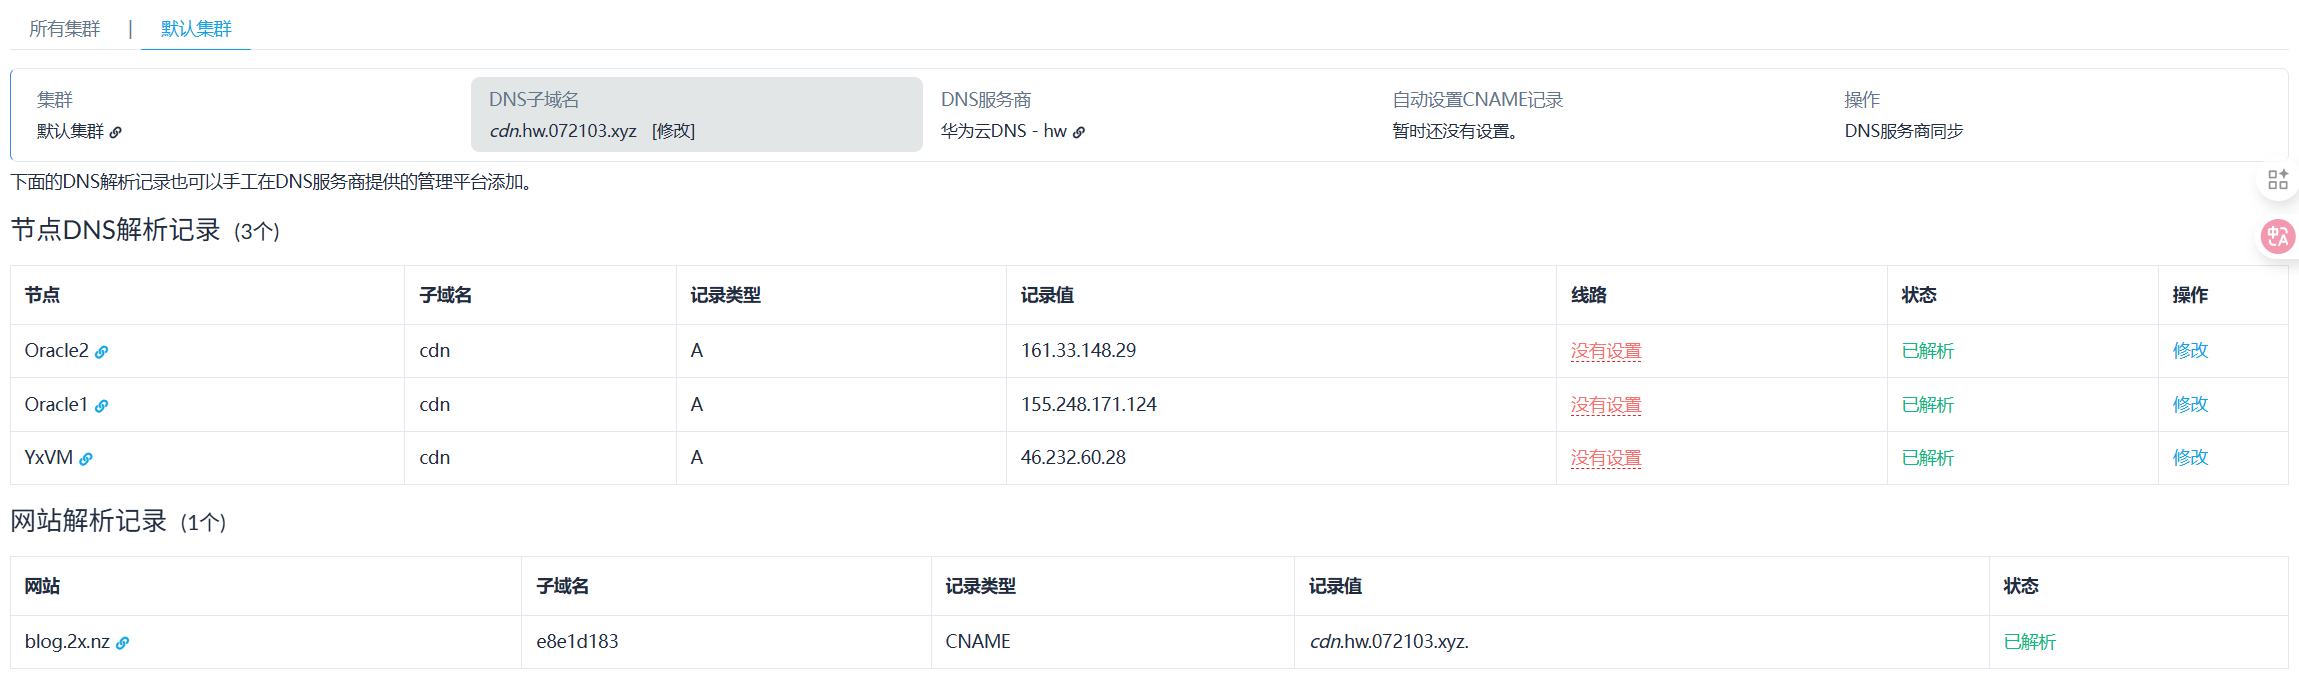 所有集群 | 默认集群
集群 DNS子域名 DNS服务商 自动设置CNAME记录 操作
默认集群 cdn.hw.072103.xyz [修改] 华为云DNS - hw 暂时还没有设置。 DNS服务商同步
下面的DNS解析记录也可以手工在DNS服务商提供的管理平台添加。
节点DNS解析记录 (3个)
节点 子域名 记录类型 记录值 线路 状态 操作
Oracle2 cdn A 161.33.148.29 没有设置 已解析 修改
Oracle1 cdn A 155.248.171.124 没有设置 已解析 修改
YxVM cdn A 46.232.60.28 没有设置 已解析 修改
网站解析记录 (1个)
网站 子域名 记录类型 记录值 状态
blog.2x.nz e8e1d183 CNAME cdn.hw.072103.xyz. 已解析
中A